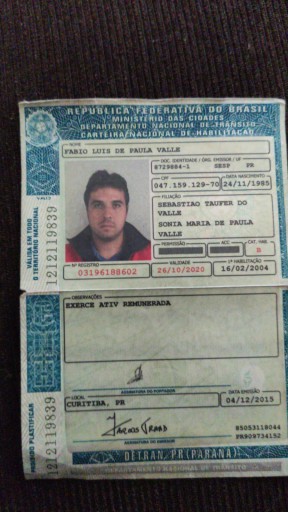 REPÚBLICA FEDERATIVA DO BRASIL
MINISTÉRIO DAS CIDADES
DEPARTAMENTO NACIONAL DE TRÂNSITO
CARTEIRA NACIONAL DE HABILITAÇÃO
NOME
FABIO LUIS DE PAULA VALLE
DOC. IDENTIDADE / ÓRG. EMISSOR / UF
8729884-1 SESP PR
CPF DATA NASCIMENTO
047.159.129-70 24/11/1985
FILIAÇÃO
SEBASTIAO TAUFER DO
VALLE
SONIA MARIA DE PAULA
VALLE
PERMISSÃO ACC CAT. HAB.
B
Nº REGISTRO VALIDADE 1ª HABILITAÇÃO
03196188602 26/10/2020 16/02/2004
VÁLIDA EM TODO
O TERRITÓRIO NACIONAL
1212119839
OBSERVAÇÕES
EXERCE ATIV REMUNERADA
ASSINATURA DO PORTADOR
LOCAL DATA EMISSÃO
CURITIBA, PR 04/12/2015
ASSINATURA DO EMISSOR
85053119044
PR909734152
PROIBIDO PLASTIFICAR
1212119839
DETRAN PR (PARANÁ)
DEPARTAMENTO NACIONAL DE TRÂNSITO